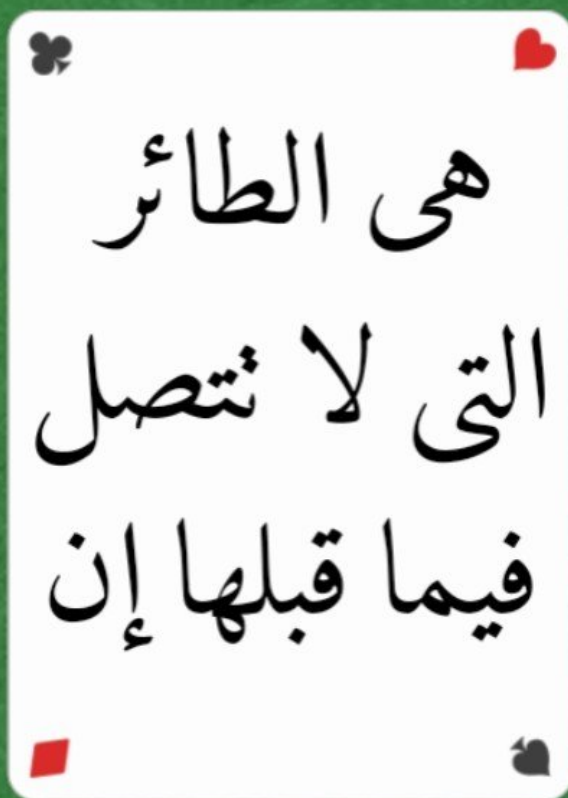 هى الطائر
التى لا تتصل
فيما قبلها إن